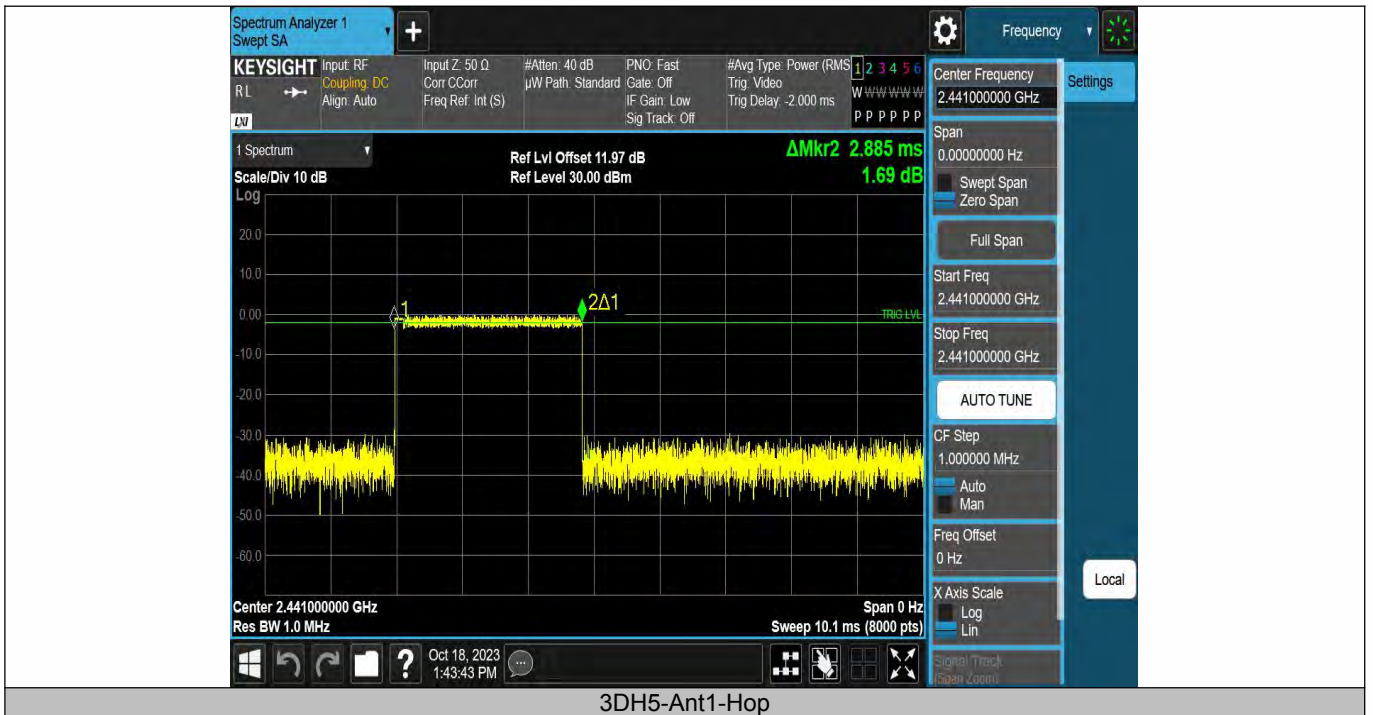 Spectrum Analyzer 1
Swept SA
+
Frequency
KEYSIGHT
RL
LXI
Input: RF
Coupling: DC
Align: Auto
Input Z: 50 Ω
Corr CCorr
Freq Ref: Int (S)
#Atten: 40 dB
µW Path: Standard
PNO: Fast
Gate: Off
IF Gain: Low
Sig Track: Off
#Avg Type: Power (RMS
Trig: Video
Trig Delay: -2.000 ms
1 2 3 4 5 6
W W W W W W
P P P P P P
1 Spectrum
Scale/Div 10 dB
Log
Ref Lvl Offset 11.97 dB
Ref Level 30.00 dBm
ΔMkr2 2.885 ms
1.69 dB
20.0
10.0
0.00
-10.0
-20.0
-30.0
-40.0
-50.0
-60.0
1
2Δ1
TRIG LVL
Center 2.441000000 GHz
Res BW 1.0 MHz
Span 0 Hz
Sweep 10.1 ms (8000 pts)
?
Oct 18, 2023
1:43:43 PM
Center Frequency
2.441000000 GHz
Settings
Span
0.00000000 Hz
Swept Span
Zero Span
Full Span
Start Freq
2.441000000 GHz
Stop Freq
2.441000000 GHz
AUTO TUNE
CF Step
1.000000 MHz
Auto
Man
Freq Offset
0 Hz
X Axis Scale
Log
Lin
Local
Signal Track
(Span Zoom)
3DH5-Ant1-Hop